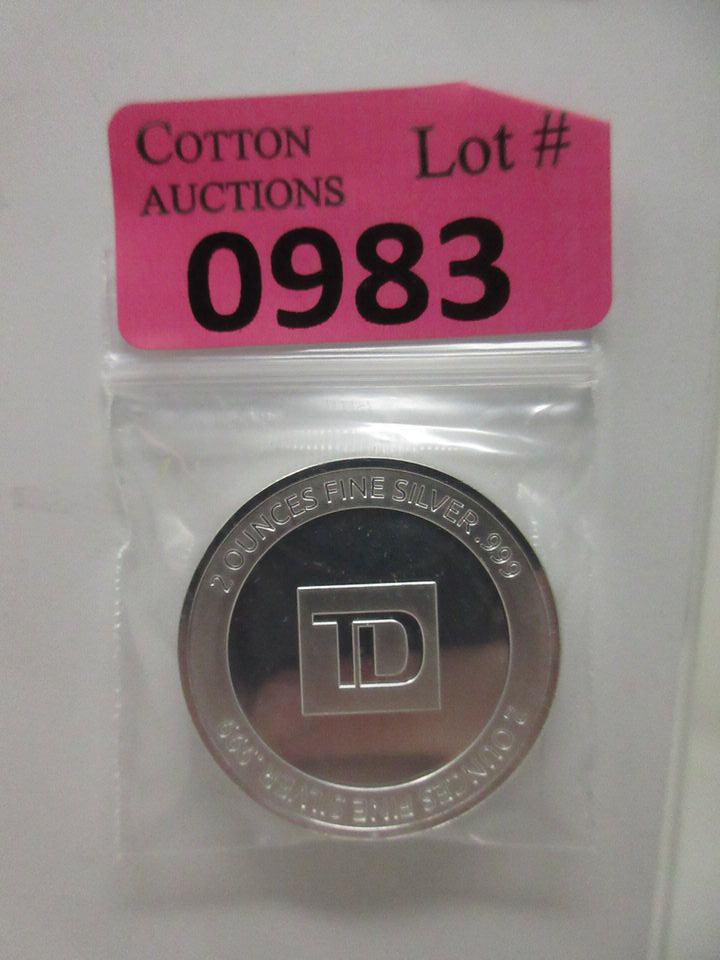 COTTON
AUCTIONS
Lot #
0983
2 OUNCES FINE SILVER .999
TD
2 OUNCES FINE SILVER .999